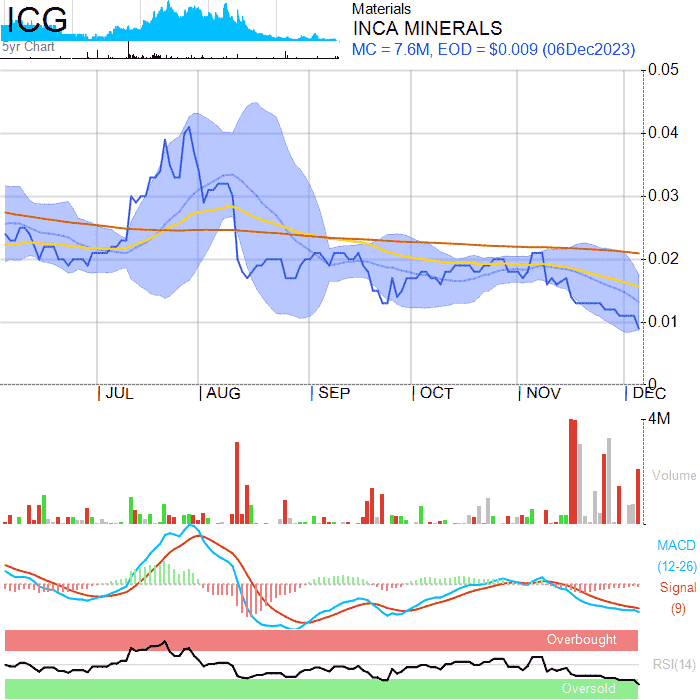 ICG
5yr Chart
Materials
INCA MINERALS
MC = 7.6M, EOD = $0.009 (06Dec2023)
0.05
0.04
0.03
0.02
0.01
0
JUL AUG SEP OCT NOV DEC
4M
Volume
MACD
(12-26)
Signal
(9)
Overbought
RSI(14)
Oversold